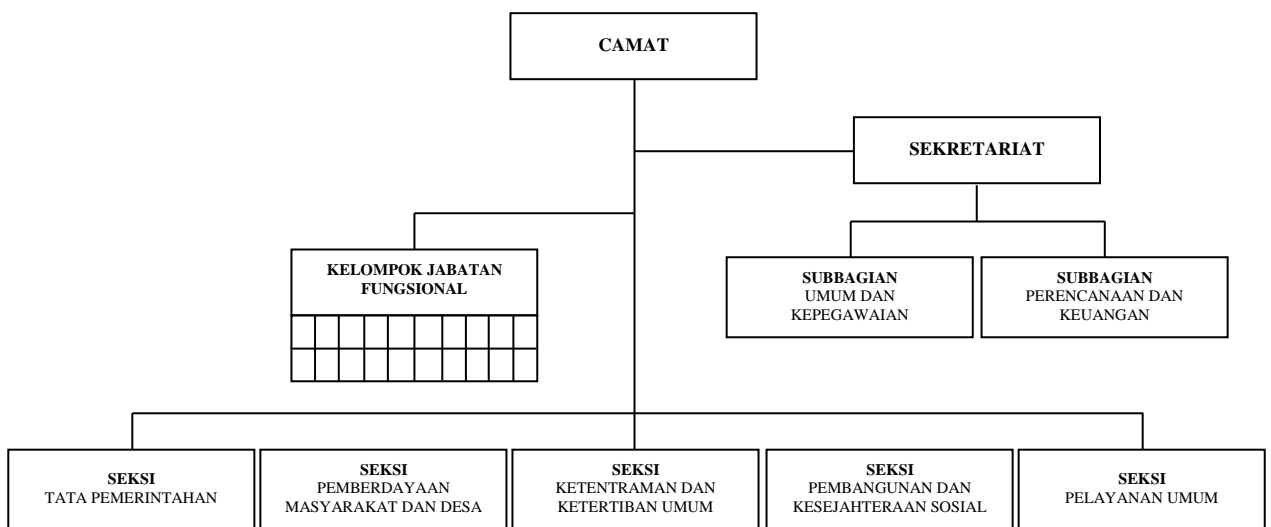 CAMAT
SEKRETARIAT
KELOMPOK JABATAN
FUNGSIONAL
SUBBAGIAN
UMUM DAN
KEPEGAWAIAN
SUBBAGIAN
PERENCANAAN DAN
KEUANGAN
SEKSI
TATA PEMERINTAHAN
SEKSI
PEMBERDAYAAN
MASYARAKAT DAN DESA
SEKSI
KETENTRAMAN DAN
KETERTIBAN UMUM
SEKSI
PEMBANGUNAN DAN
KESEJAHTERAAN SOSIAL
SEKSI
PELAYANAN UMUM